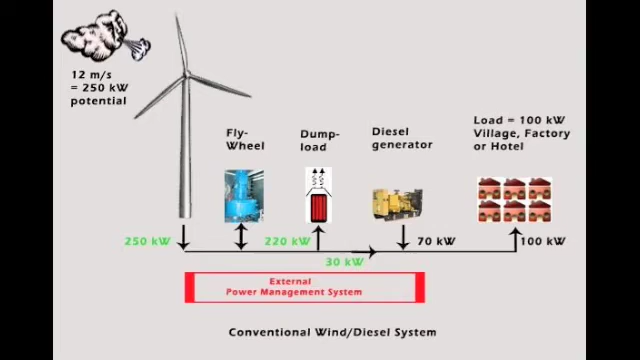 12 m/s
= 250 kW
potential
Fly-
Wheel
Dump-
load
Diesel
generator
Load = 100 kW
Village, Factory
or Hotel
250 kW
220 kW
30 kW
70 kW
100 kW
External
Power Management System
Conventional Wind/Diesel System